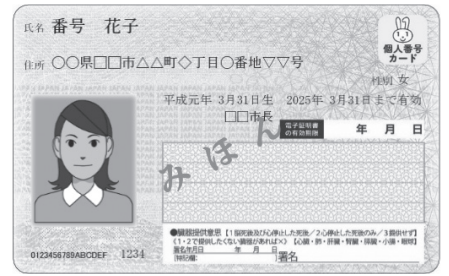 氏名 番号 花子
個人番号
カード
住所 〇〇県□□市△△町◇丁目〇番地▽▽号
性別 女
平成元年 3月31日生 2025年 3月31日まで有効
□□市長
電子証明書
の有効期限 年 月 日
みほん
●臓器提供意思【1脳死後及び心停止した死後/2心停止した死後のみ/3提供せず】
《1・2で提供したくない臓器があれば×》【心臓・肺・肝臓・腎臓・膵臓・小腸・眼球】
署名年月日 年 月 日
[特記欄: ] 署名
0123456789ABCDEF 1234